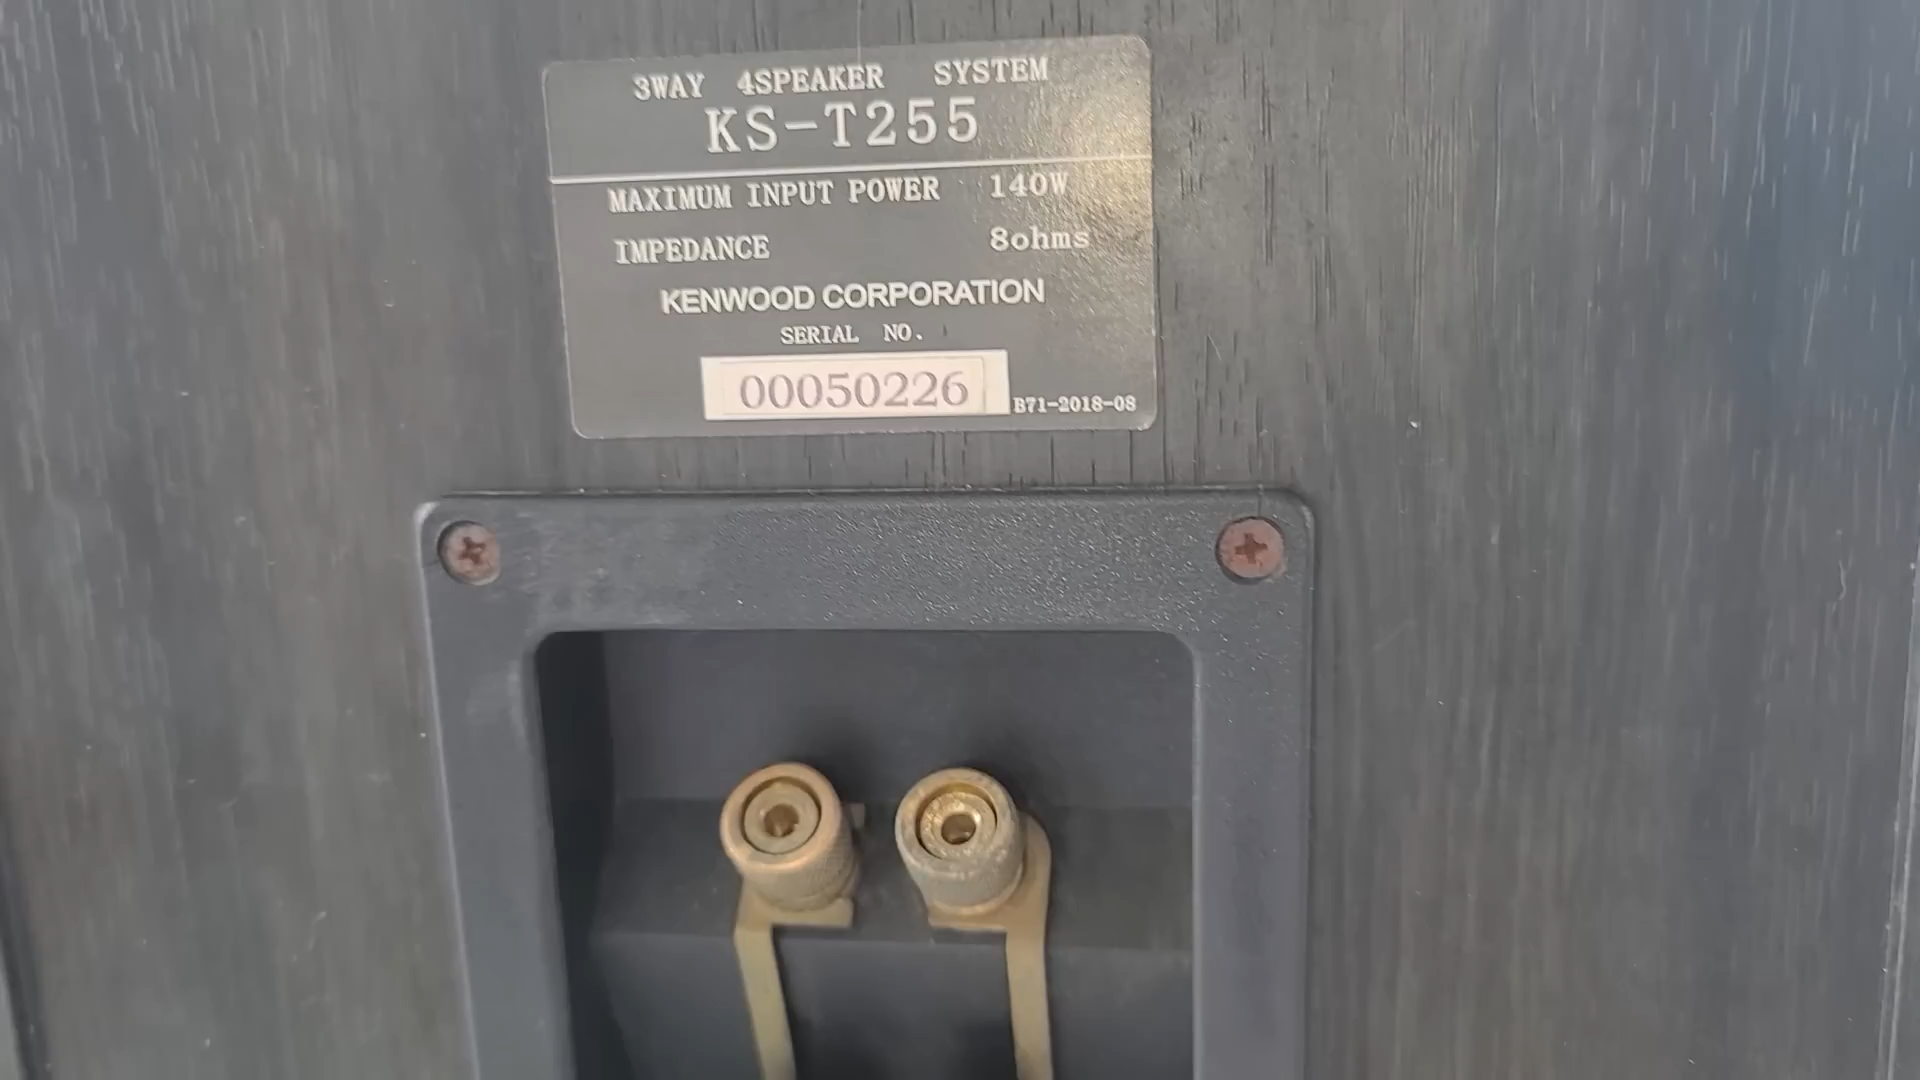 3WAY 4SPEAKER SYSTEM
KS-T255
MAXIMUM INPUT POWER 140W
IMPEDANCE 8ohms
KENWOOD CORPORATION
SERIAL NO.
00050226
B71-2018-08